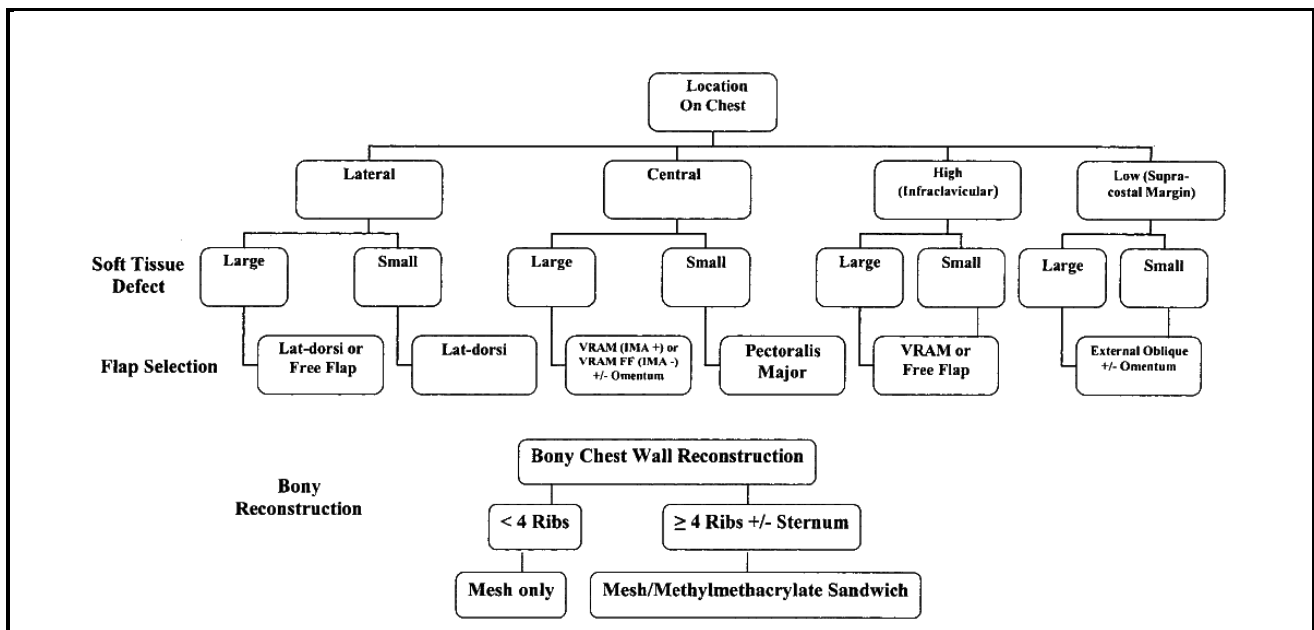 Location
On Chest
Lateral
Central
High
(Infraclavicular)
Low (Supra-
costal Margin)
Soft Tissue
Defect
Large
Small
Large
Small
Large
Small
Large
Small
Flap Selection
Lat-dorsi or
Free Flap
Lat-dorsi
VRAM (IMA +) or
VRAM FF (IMA -)
+/- Omentum
Pectoralis
Major
VRAM or
Free Flap
External Oblique
+/- Omentum
Bony Chest Wall Reconstruction
Bony
Reconstruction
< 4 Ribs
≥ 4 Ribs +/- Sternum
Mesh only
Mesh/Methylmethacrylate Sandwich